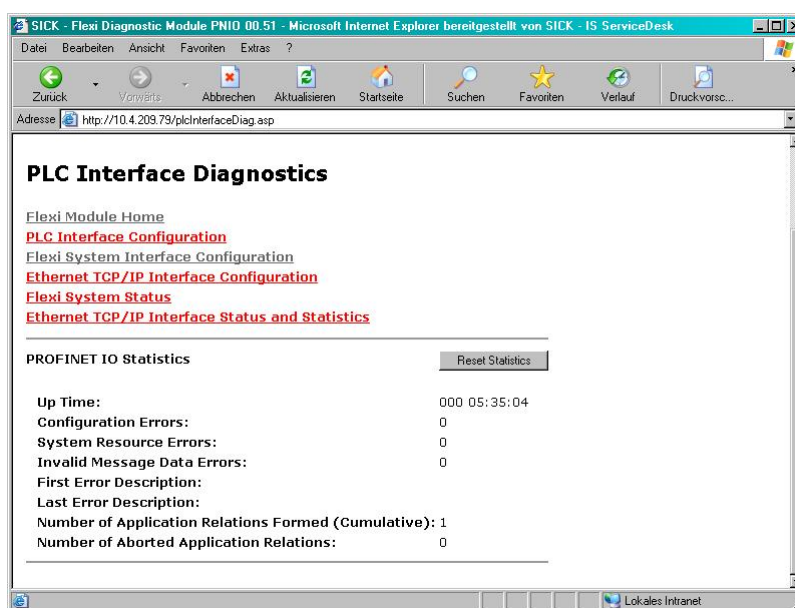 SICK - Flexi Diagnostic Module PNIO 00.51 - Microsoft Internet Explorer bereitgestellt von SICK - IS ServiceDesk
Datei Bearbeiten Ansicht Favoriten Extras ?
Zurück Vorwärts Abbrechen Aktualisieren Startseite Suchen Favoriten Verlauf Druckvorsc...
Adresse http://10.4.209.79/plcInterfaceDiag.asp
PLC Interface Diagnostics
Flexi Module Home
PLC Interface Configuration
Flexi System Interface Configuration
Ethernet TCP/IP Interface Configuration
Flexi System Status
Ethernet TCP/IP Interface Status and Statistics
PROFINET IO Statistics Reset Statistics
Up Time: 000 05:35:04
Configuration Errors: 0
System Resource Errors: 0
Invalid Message Data Errors: 0
First Error Description:
Last Error Description:
Number of Application Relations Formed (Cumulative): 1
Number of Aborted Application Relations: 0
Lokales Intranet